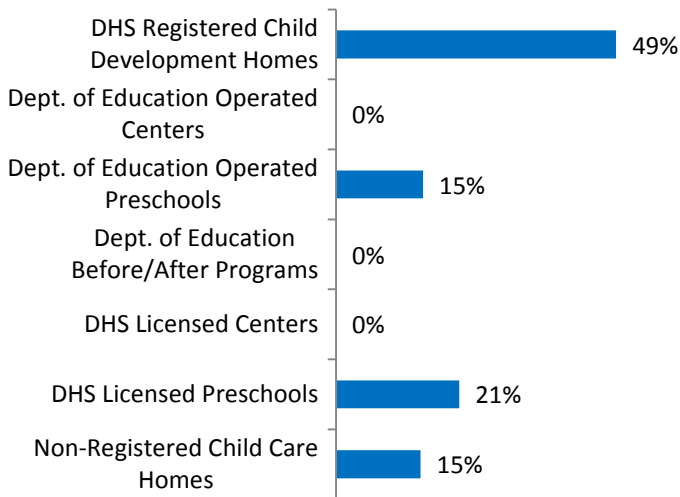 DHS Registered Child
Development Homes
49%
Dept. of Education Operated
Centers
0%
Dept. of Education Operated
Preschools
15%
Dept. of Education
Before/After Programs
0%
DHS Licensed Centers
0%
DHS Licensed Preschools
21%
Non-Registered Child Care
Homes
15%